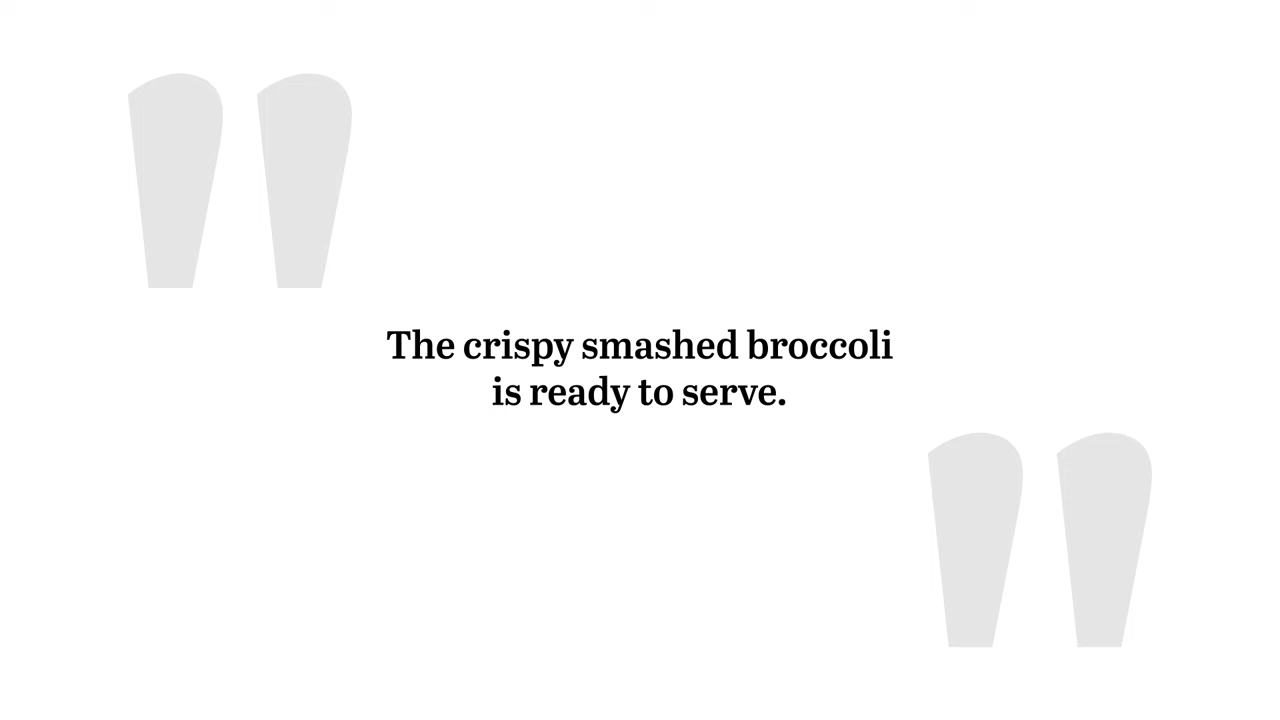 "
The crispy smashed broccoli
is ready to serve.
"